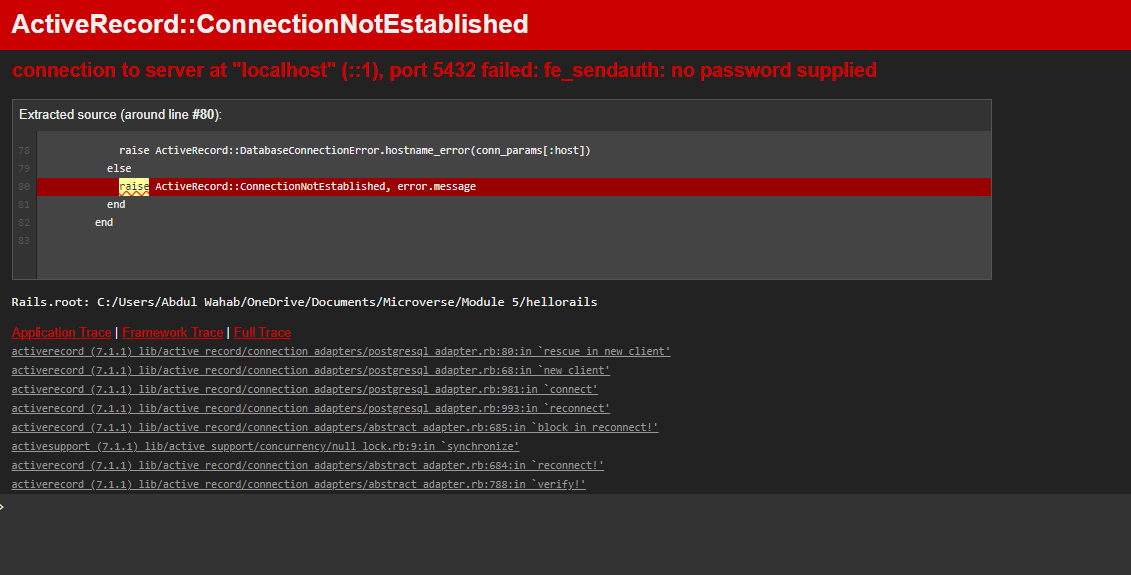 ActiveRecord::ConnectionNotEstablished
connection to server at "localhost" (::1), port 5432 failed: fe_sendauth: no password supplied
Extracted source (around line #80):
78 raise ActiveRecord::DatabaseConnectionError.hostname_error(conn_params[:host])
79 else
80 raise ActiveRecord::ConnectionNotEstablished, error.message
81 end
82 end
83
Rails.root: C:/Users/Abdul Wahab/OneDrive/Documents/Microverse/Module 5/hellorails
Application Trace | Framework Trace | Full Trace
activerecord (7.1.1) lib/active_record/connection_adapters/postgresql_adapter.rb:80:in `rescue in new_client'
activerecord (7.1.1) lib/active_record/connection_adapters/postgresql_adapter.rb:68:in `new_client'
activerecord (7.1.1) lib/active_record/connection_adapters/postgresql_adapter.rb:981:in `connect'
activerecord (7.1.1) lib/active_record/connection_adapters/postgresql_adapter.rb:993:in `reconnect'
activerecord (7.1.1) lib/active_record/connection_adapters/abstract_adapter.rb:685:in `block in reconnect!'
activesupport (7.1.1) lib/active_support/concurrency/null_lock.rb:9:in `synchronize'
activerecord (7.1.1) lib/active_record/connection_adapters/abstract_adapter.rb:684:in `reconnect!'
activerecord (7.1.1) lib/active_record/connection_adapters/abstract_adapter.rb:788:in `verify!'
>